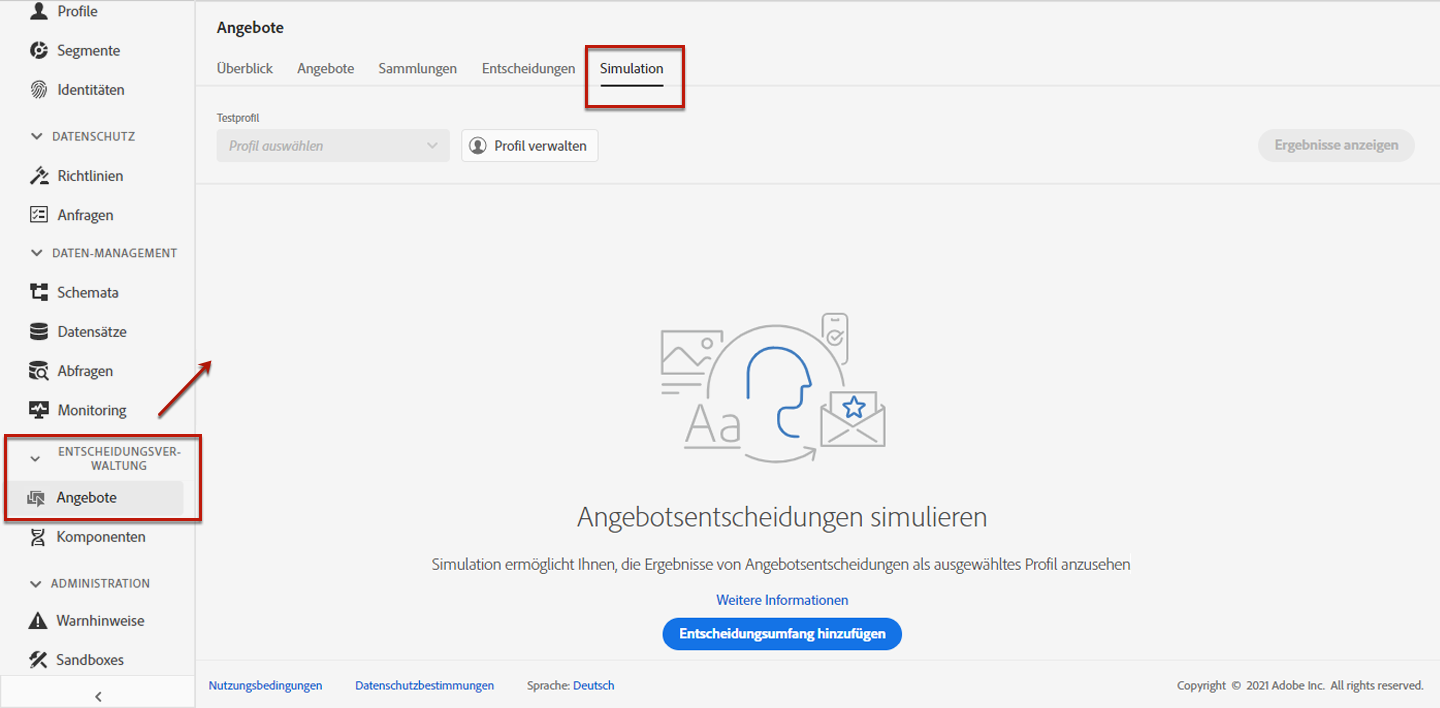 Profile
Segmente
Identitäten
DATENSCHUTZ
Richtlinien
Anfragen
DATEN-MANAGEMENT
Schemata
Datensätze
Abfragen
Monitoring
ENTSCHEIDUNGSVER-
WALTUNG
Angebote
Komponenten
ADMINISTRATION
Warnhinweise
Sandboxes
Angebote
Überblick Angebote Sammlungen Entscheidungen Simulation
Testprofil
Profil auswählen Profil verwalten Ergebnisse anzeigen
Aa
Angebotsentscheidungen simulieren
Simulation ermöglicht Ihnen, die Ergebnisse von Angebotsentscheidungen als ausgewähltes Profil anzusehen
Weitere Informationen
Entscheidungsumfang hinzufügen
Nutzungsbedingungen Datenschutzbestimmungen Sprache: Deutsch Copyright © 2021 Adobe Inc. All rights reserved.